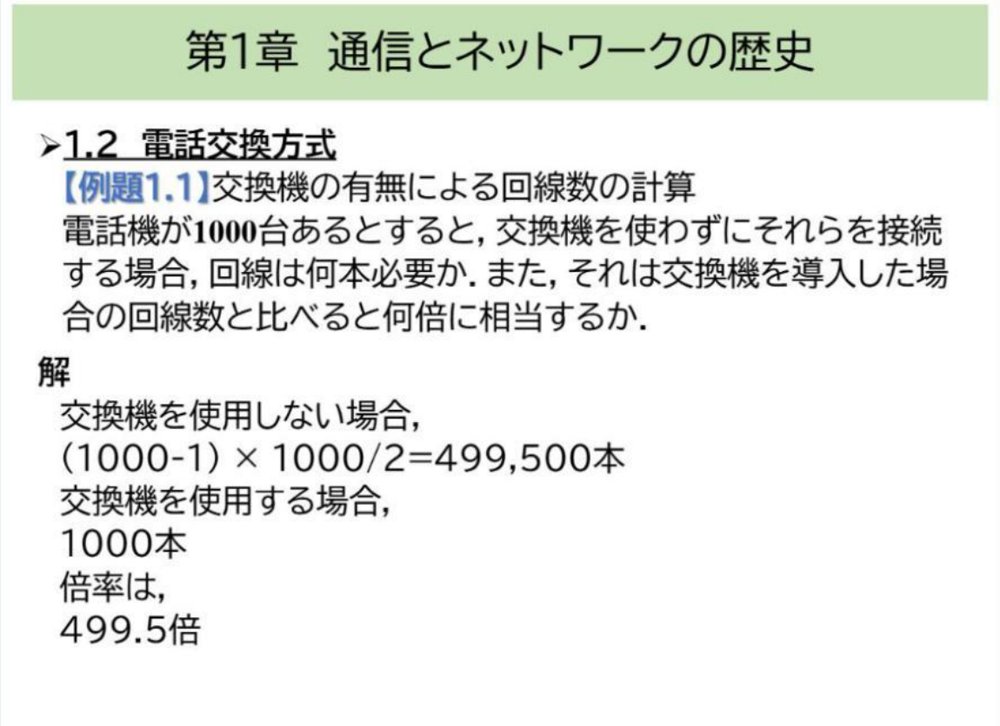 第1章　通信とネットワークの歴史
➢1.2　電話交換方式
【例題1.1】交換機の有無による回線数の計算
電話機が1000台あるとすると, 交換機を使わずにそれらを接続
する場合, 回線は何本必要か. また, それは交換機を導入した場
合の回線数と比べると何倍に相当するか.
解
交換機を使用しない場合,
(1000-1) × 1000/2=499,500本
交換機を使用する場合,
1000本
倍率は,
499.5倍